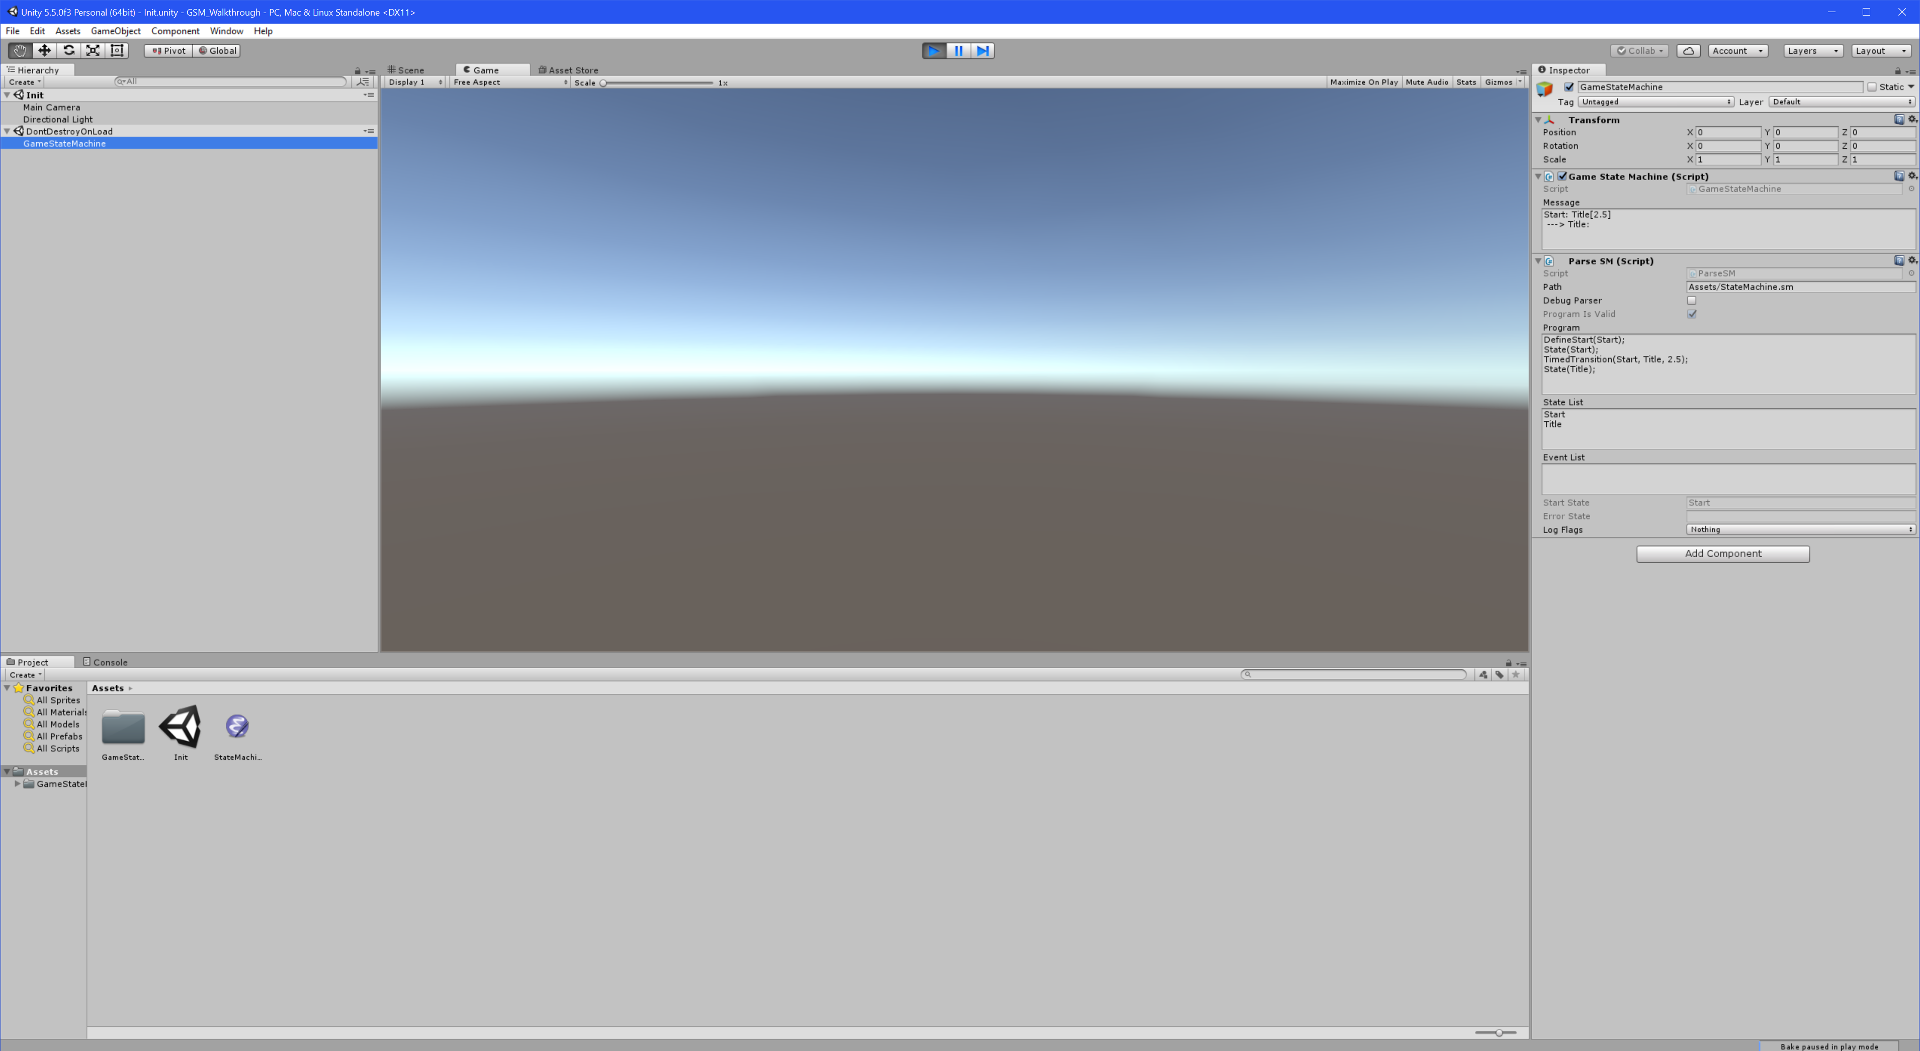 Unity 5.5.0f3 Personal (64bit) - Init.unity - GSM_Walkthrough - PC, Mac & Linux Standalone <DX11>
File Edit Assets GameObject Component Window Help
Pivot Global Collab Account Layers Layout
Hierarchy
Create All
Init
Main Camera
Directional Light
DontDestroyOnLoad
GameStateMachine
Scene Game Asset Store
Display 1 Free Aspect Scale 1x Maximize On Play Mute Audio Stats Gizmos
Inspector
GameStateMachine Static
Tag Untagged Layer Default
Transform
Position X 0 Y 0 Z 0
Rotation X 0 Y 0 Z 0
Scale X 1 Y 1 Z 1
Game State Machine (Script)
Script GameStateMachine
Message
Start: Title[2.5]
---> Title:
Parse SM (Script)
Script ParseSM
Path Assets/StateMachine.sm
Debug Parser
Program Is Valid
Program
DefineStart(Start);
State(Start);
TimedTransition(Start, Title, 2.5);
State(Title);
State List
Start
Title
Event List
Start State Start
Error State
Log Flags Nothing
Add Component
Project Console
Create
Favorites
All Sprites
All Materials
All Models
All Prefabs
All Scripts
Assets
GameState
Assets
GameStat... Init StateMachi...
Bake paused in play mode